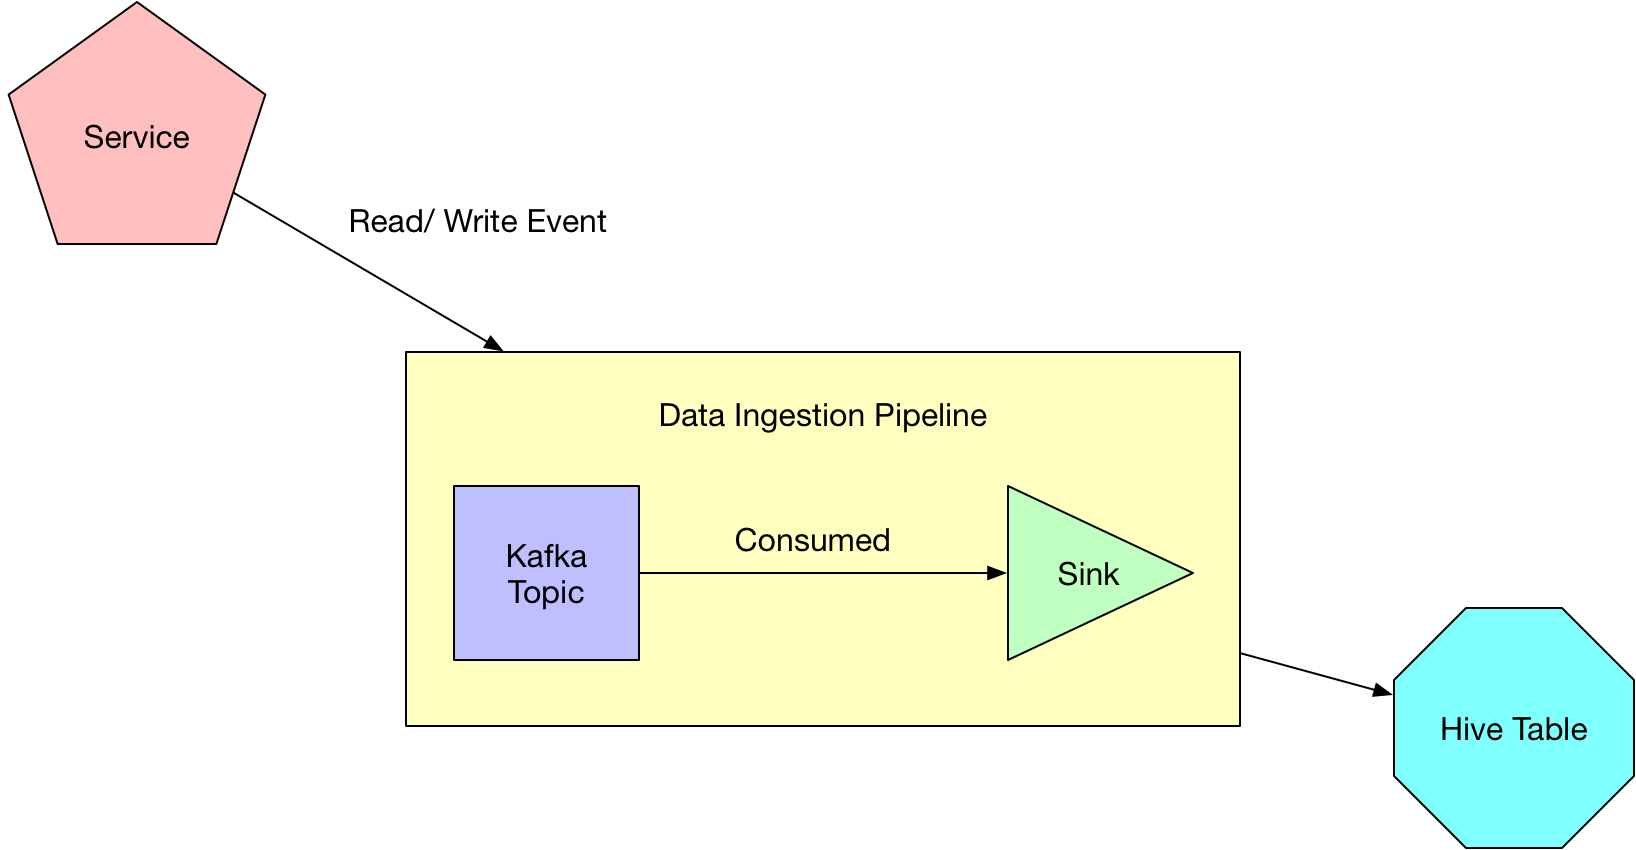 Service
Read/ Write Event
Data Ingestion Pipeline
Kafka
Topic
Consumed
Sink
Hive Table